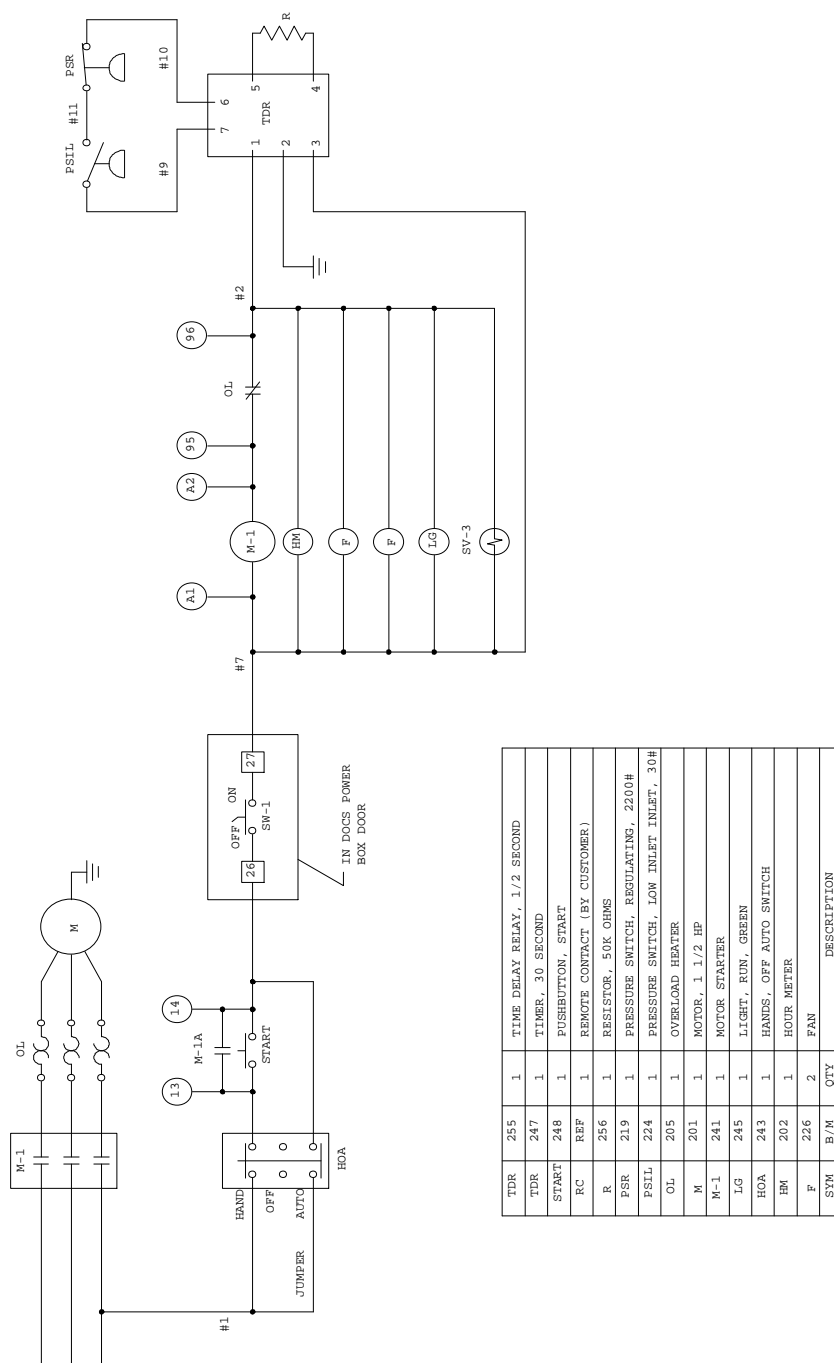 M-1
OL
M
#1
JUMPER
HAND
OFF
AUTO
HOA
13
14
M-1A
START
26
27
OFF
ON
SW-1
IN DOCS POWER
BOX DOOR
#7
A1
M-1
A2
95
OL
96
#2
HM
F
F
LG
SV-3
PSIL
#11
PSR
#9
#10
7
6
1
2
3
TDR
5
4
R
TDR 255 1 TIME DELAY RELAY, 1/2 SECOND
TDR 247 1 TIMER, 30 SECOND
START 248 1 PUSHBUTTON, START
RC REF 1 REMOTE CONTACT (BY CUSTOMER)
R 256 1 RESISTOR, 50K OHMS
PSR 219 1 PRESSURE SWITCH, REGULATING, 2200#
PSIL 224 1 PRESSURE SWITCH, LOW INLET INLET, 30#
OL 205 1 OVERLOAD HEATER
M 201 1 MOTOR, 1 1/2 HP
M-1 241 1 MOTOR STARTER
LG 245 1 LIGHT, RUN, GREEN
HOA 243 1 HANDS, OFF AUTO SWITCH
HM 202 1 HOUR METER
F 226 2 FAN
SYM B/M QTY DESCRIPTION